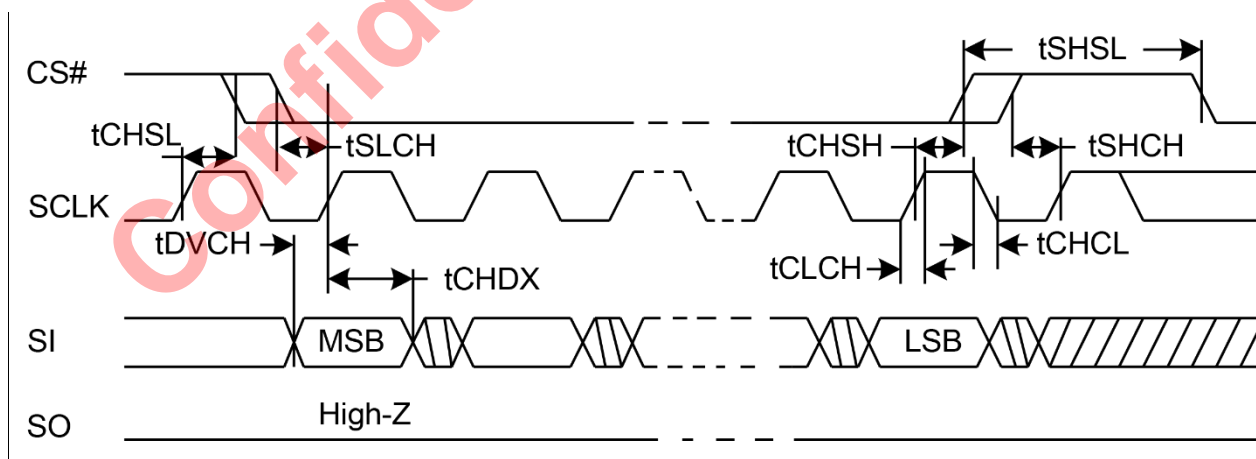 Confide
CS#
tSHSL
tCHSL
tSLCH
tCHSH
tSHCH
SCLK
tDVCH
tCHDX
tCLCH
tCHCL
SI
MSB
LSB
SO
High-Z